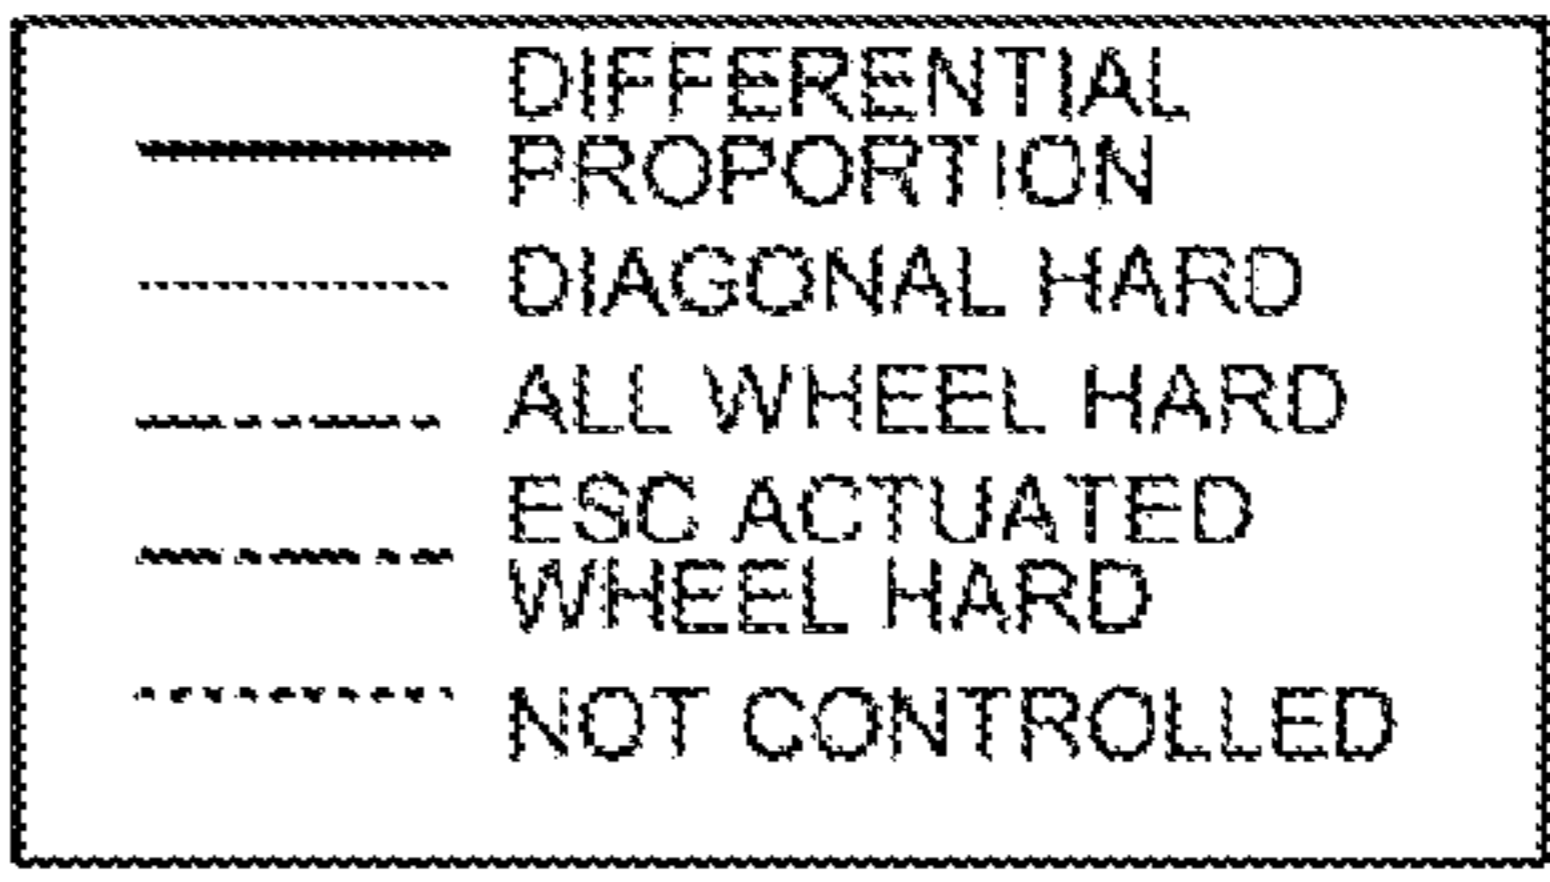 DIFFERENTIAL
PROPORTION
DIAGONAL HARD
ALL WHEEL HARD
ESC ACTUATED
WHEEL HARD
NOT CONTROLLED